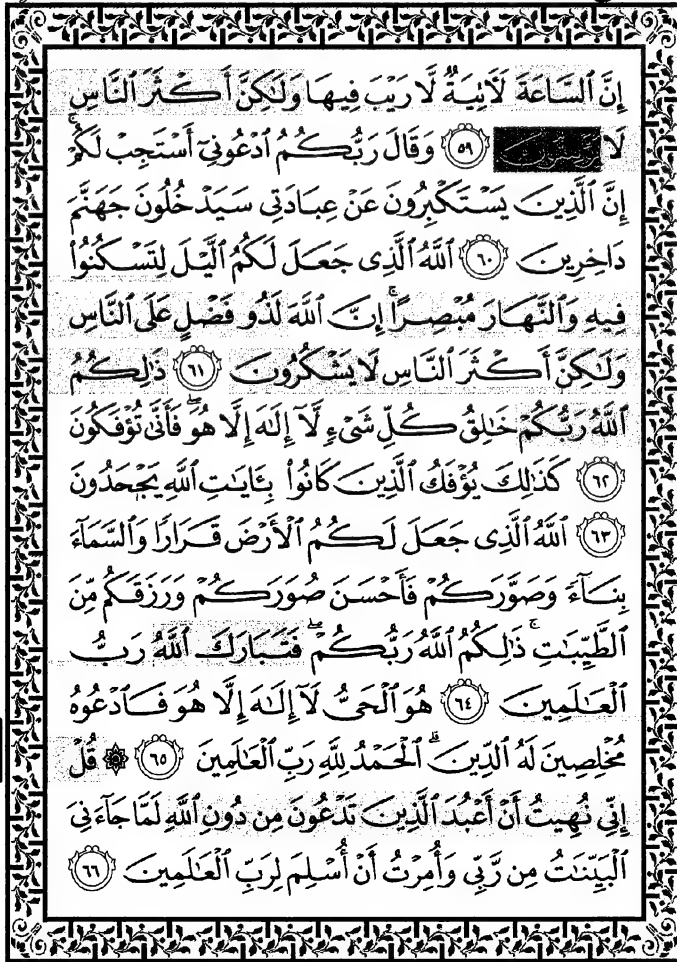 إِنَّ ٱلسَّاعَةَ لَـَٔاتِيَةٌ لَّا رَيْبَ فِيهَا وَلَـٰكِنَّ أَكْثَرَ ٱلنَّاسِ
لَا ۝٥٩ وَقَالَ رَبُّكُمُ ٱدْعُونِىٓ أَسْتَجِبْ لَكُمْ ۚ
إِنَّ ٱلَّذِينَ يَسْتَكْبِرُونَ عَنْ عِبَادَتِى سَيَدْخُلُونَ جَهَنَّمَ
دَاخِرِينَ ۝٦٠ ٱللَّهُ ٱلَّذِى جَعَلَ لَكُمُ ٱلَّيْلَ لِتَسْكُنُوا۟
فِيهِ وَٱلنَّهَارَ مُبْصِرًا ۚ إِنَّ ٱللَّهَ لَذُو فَضْلٍ عَلَى ٱلنَّاسِ
وَلَـٰكِنَّ أَكْثَرَ ٱلنَّاسِ لَا يَشْكُرُونَ ۝٦١ ذَٰلِكُمُ
ٱللَّهُ رَبُّكُمْ خَـٰلِقُ كُلِّ شَىْءٍ لَّآ إِلَـٰهَ إِلَّا هُوَ ۖ فَأَنَّىٰ تُؤْفَكُونَ
۝٦٢ كَذَٰلِكَ يُؤْفَكُ ٱلَّذِينَ كَانُوا۟ بِـَٔايَـٰتِ ٱللَّهِ يَجْحَدُونَ
۝٦٣ ٱللَّهُ ٱلَّذِى جَعَلَ لَكُمُ ٱلْأَرْضَ قَرَارًا وَٱلسَّمَآءَ
بِنَآءً وَصَوَّرَكُمْ فَأَحْسَنَ صُوَرَكُمْ وَرَزَقَكُم مِّنَ
ٱلطَّيِّبَـٰتِ ۚ ذَٰلِكُمُ ٱللَّهُ رَبُّكُمْ ۖ فَتَبَارَكَ ٱللَّهُ رَبُّ
ٱلْعَـٰلَمِينَ ۝٦٤ هُوَ ٱلْحَىُّ لَآ إِلَـٰهَ إِلَّا هُوَ فَٱدْعُوهُ
مُخْلِصِينَ لَهُ ٱلدِّينَ ۗ ٱلْحَمْدُ لِلَّهِ رَبِّ ٱلْعَـٰلَمِينَ ۝٦٥ ۞ قُلْ
إِنِّى نُهِيتُ أَنْ أَعْبُدَ ٱلَّذِينَ تَدْعُونَ مِن دُونِ ٱللَّهِ لَمَّا جَآءَنِىَ
ٱلْبَيِّنَـٰتُ مِن رَّبِّى وَأُمِرْتُ أَنْ أُسْلِمَ لِرَبِّ ٱلْعَـٰلَمِينَ ۝٦٦